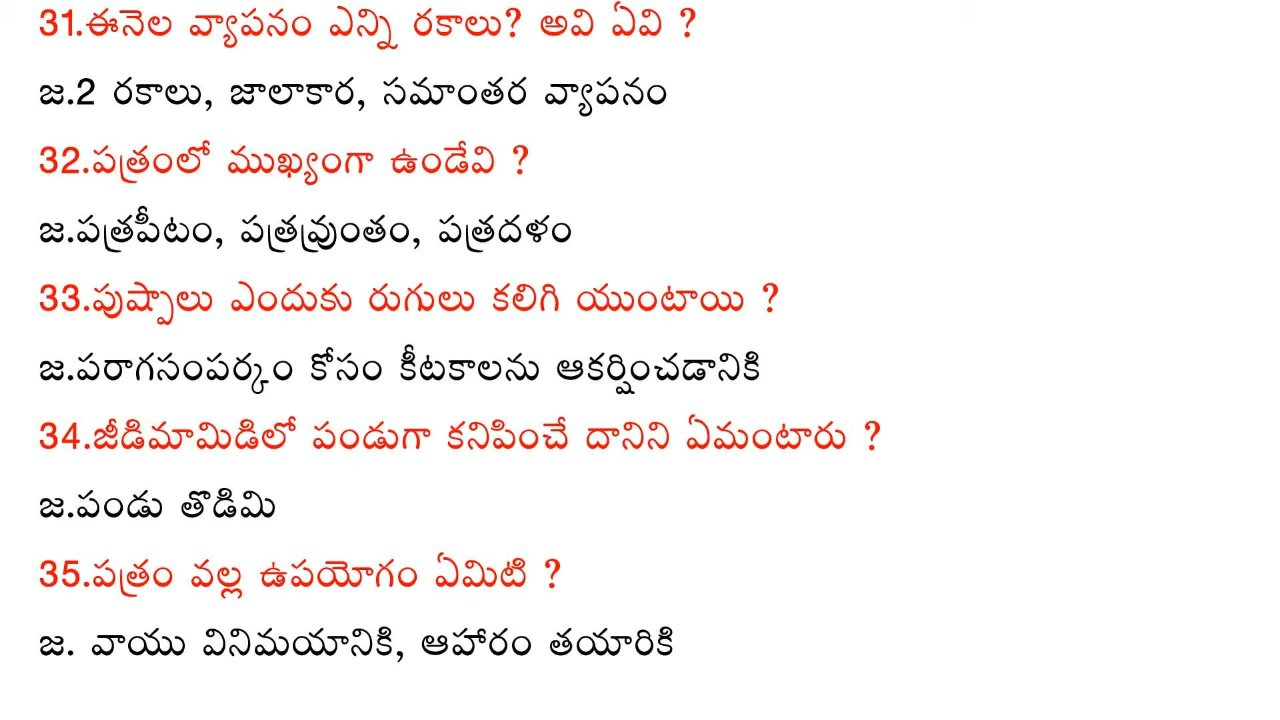 31.ఈనెల వ్యాపనం ఎన్ని రకాలు? అవి ఏవి ?
జ.2 రకాలు, జాలాకార, సమాంతర వ్యాపనం
32.పత్రంలో ముఖ్యంగా ఉండేవి ?
జ.పత్రపీటం, పత్రవ్రుంతం, పత్రదళం
33.పుష్పాలు ఎందుకు రుగులు కలిగి యుంటాయి ?
జ.పరాగసంపర్కం కోసం కీటకాలను ఆకర్షించడానికి
34.జీడిమామిడిలో పండుగా కనిపించే దానిని ఏమంటారు ?
జ.పండు తొడిమి
35.పత్రం వల్ల ఉపయోగం ఏమిటి ?
జ. వాయు వినిమయానికి, ఆహారం తయారికి